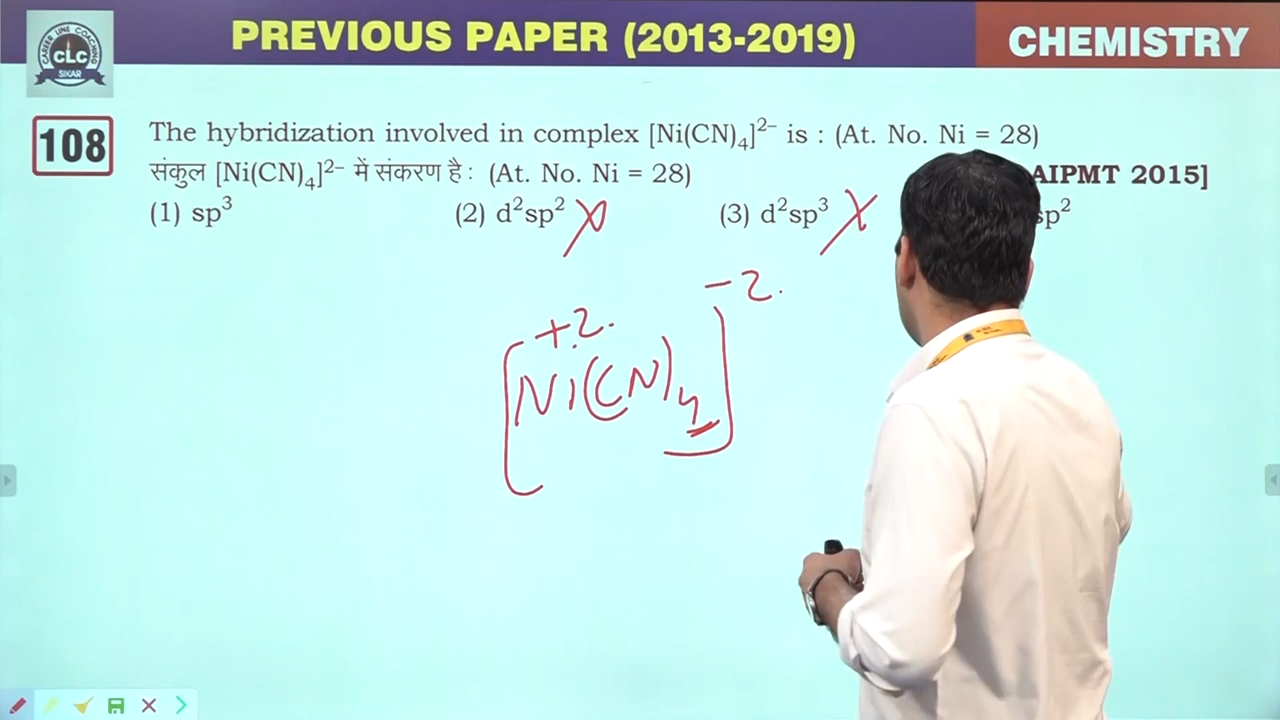 CAREER LINE COACHING
CLC
SIKAR
PREVIOUS PAPER (2013-2019)
CHEMISTRY
108
The hybridization involved in complex [Ni(CN)₄]²⁻ is : (At. No. Ni = 28)
संकुल [Ni(CN)₄]²⁻ में संकरण है : (At. No. Ni = 28)
AIPMT 2015]
(1) sp³ (2) d²sp² (3) d²sp³ sp²
+2. -2.
[Ni(CN)₄]